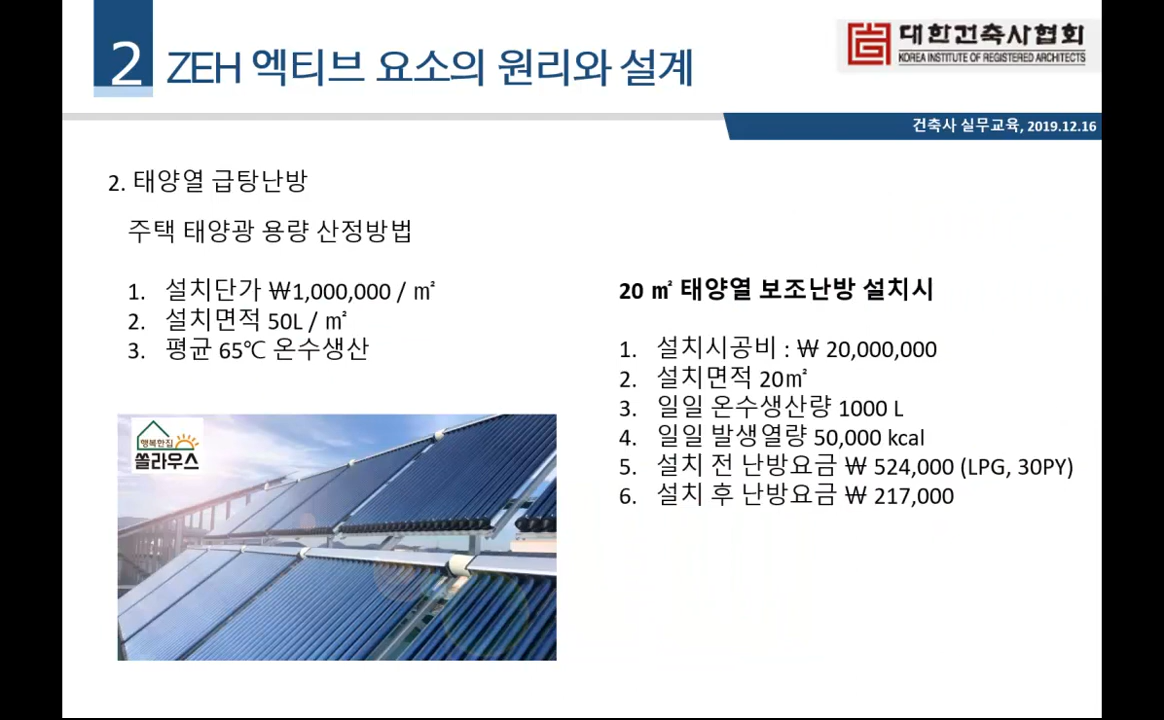 2
ZEH 엑티브 요소의 원리와 설계
대한건축사협회
KOREA INSTITUTE OF REGISTERED ARCHITECTS
건축사 실무교육, 2019.12.16
2. 태양열 급탕난방
주택 태양광 용량 산정방법
1. 설치단가 ₩1,000,000 / ㎡
2. 설치면적 50L / ㎡
3. 평균 65℃ 온수생산
행복한집
쏠라우스
20 ㎡ 태양열 보조난방 설치시
1. 설치시공비 : ₩ 20,000,000
2. 설치면적 20㎡
3. 일일 온수생산량 1000 L
4. 일일 발생열량 50,000 kcal
5. 설치 전 난방요금 ₩ 524,000 (LPG, 30PY)
6. 설치 후 난방요금 ₩ 217,000